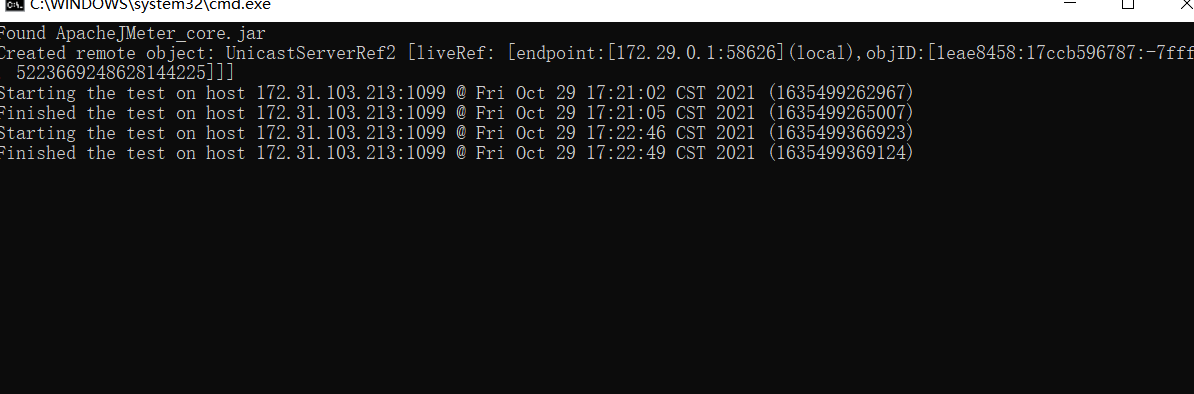 C:\WINDOWS\system32\cmd.exe
Found ApacheJMeter_core.jar
Created remote object: UnicastServerRef2 [liveRef: [endpoint:[172.29.0.1:58626](local),objID:[1eae8458:17ccb596787:-7fff
, 5223669248628144225]]]
Starting the test on host 172.31.103.213:1099 @ Fri Oct 29 17:21:02 CST 2021 (1635499262967)
Finished the test on host 172.31.103.213:1099 @ Fri Oct 29 17:21:05 CST 2021 (1635499265007)
Starting the test on host 172.31.103.213:1099 @ Fri Oct 29 17:22:46 CST 2021 (1635499366923)
Finished the test on host 172.31.103.213:1099 @ Fri Oct 29 17:22:49 CST 2021 (1635499369124)